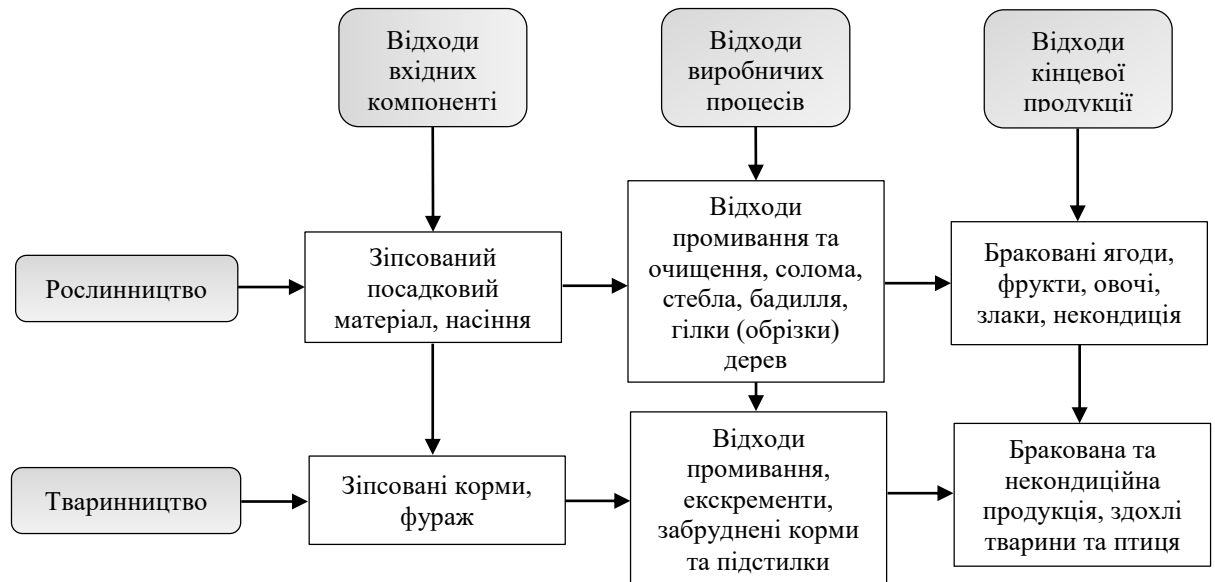 Відходи
вхідних
компоненті
Відходи
виробничих
процесів
Відходи
кінцевої
продукції
Рослинництво
Зіпсований
посадковий
матеріал, насіння
Відходи
промивання та
очищення, солома,
стебла, бадилля,
гілки (обрізки)
дерев
Браковані ягоди,
фрукти, овочі,
злаки, некондиція
Тваринництво
Зіпсовані корми,
фураж
Відходи
промивання,
екскременти,
забруднені корми
та підстилки
Бракована та
некондиційна
продукція, здохлі
тварини та птиця